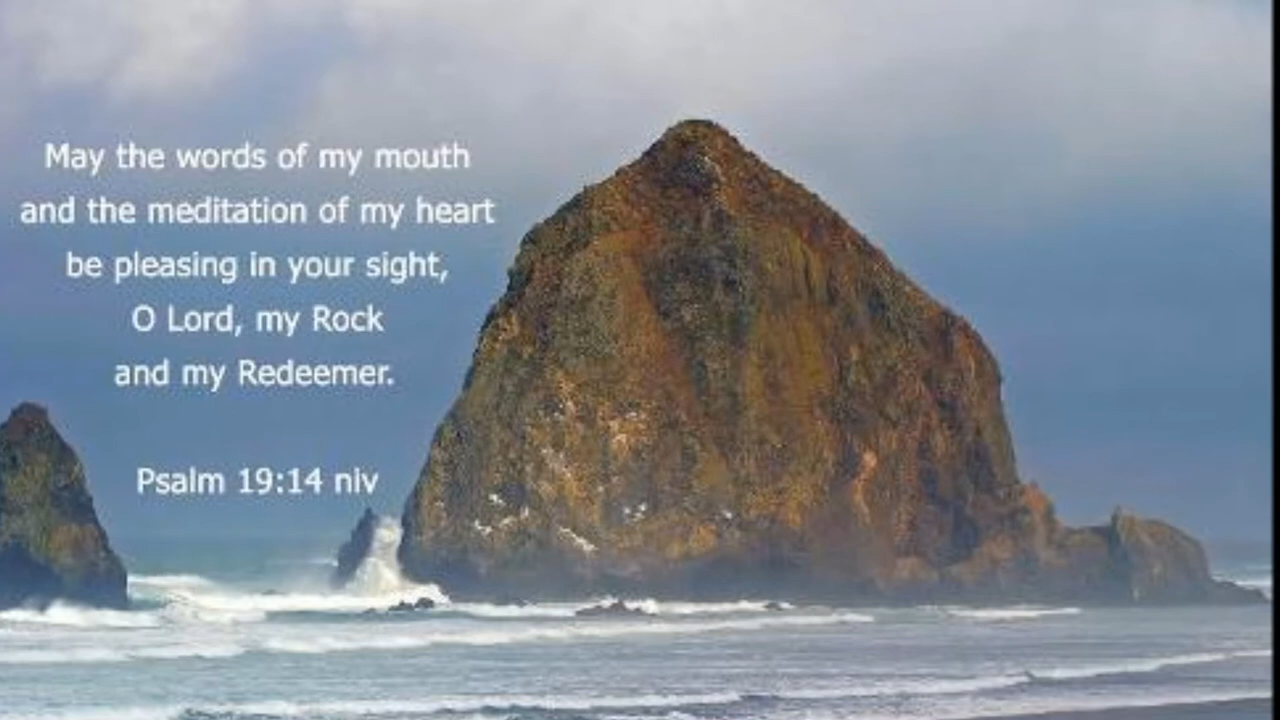 May the words of my mouth
and the meditation of my heart
be pleasing in your sight,
O Lord, my Rock
and my Redeemer.
Psalm 19:14 niv